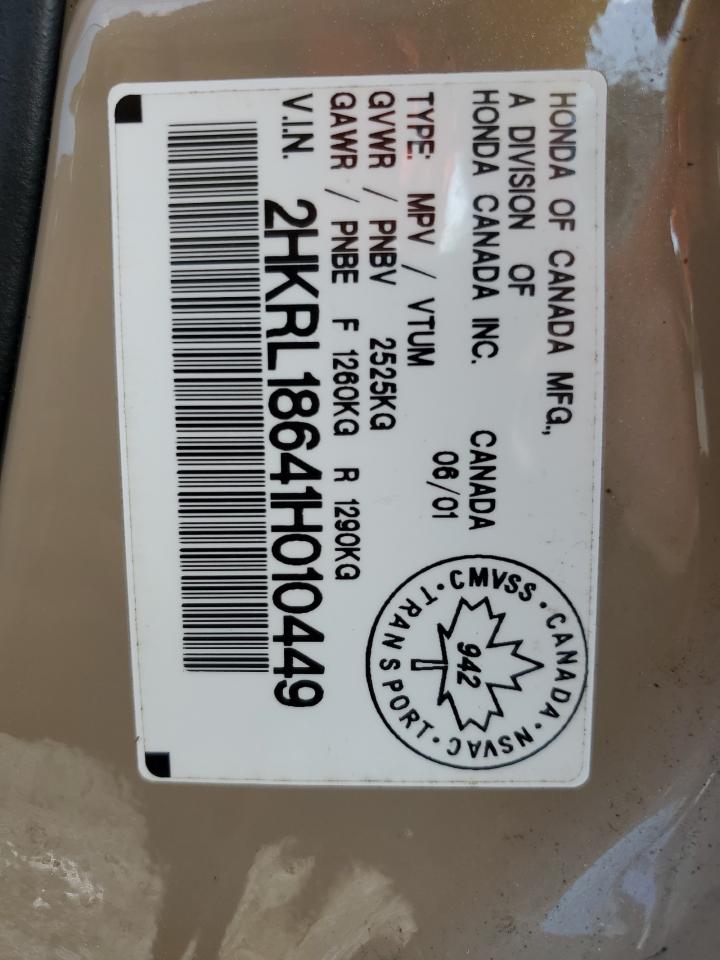 HONDA OF CANADA MFG.,
A DIVISION OF
HONDA CANADA INC. CANADA
06/01
TYPE: MPV / VTUM
GVWR / PNBV 2525KG
GAWR / PNBE F 1260KG R 1290KG
V.I.N. 2HKRL18641H010449
CMVSS · CANADA · NSVAC · TRANSPORT ·
942